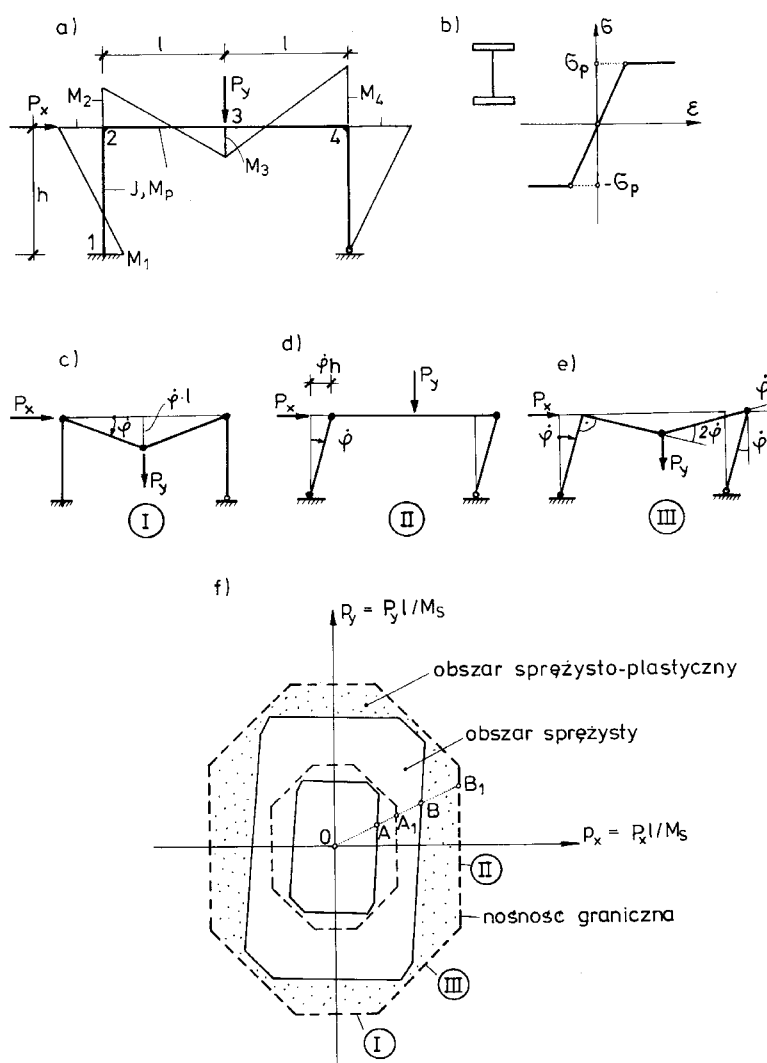 a)
l
l
P_x
M_2
P_y
M_4
2
3
4
M_3
h
J, M_p
1
M_1
b)
σ
σ_p
ε
-σ_p
c)
P_x
φ̇
φ̇·l
P_y
I
d)
φ̇h
P_y
P_x
φ̇
II
e)
P_x
φ̇
φ̇
2φ̇
φ̇
P_y
III
f)
p_y = P_y l/M_s
obszar sprężysto-plastyczny
obszar sprężysty
B_1
B
A_1
A
0
p_x = P_x l/M_s
II
nośność graniczna
III
I